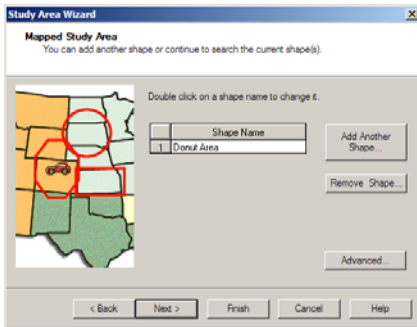 Study Area Wizard
Mapped Study Area
You can add another shape or continue to search the current shape(s).
Double click on a shape name to change it.
Shape Name
1 Donut Area
Add Another
Shape...
Remove Shape...
Advanced...
< Back Next > Finish Cancel Help